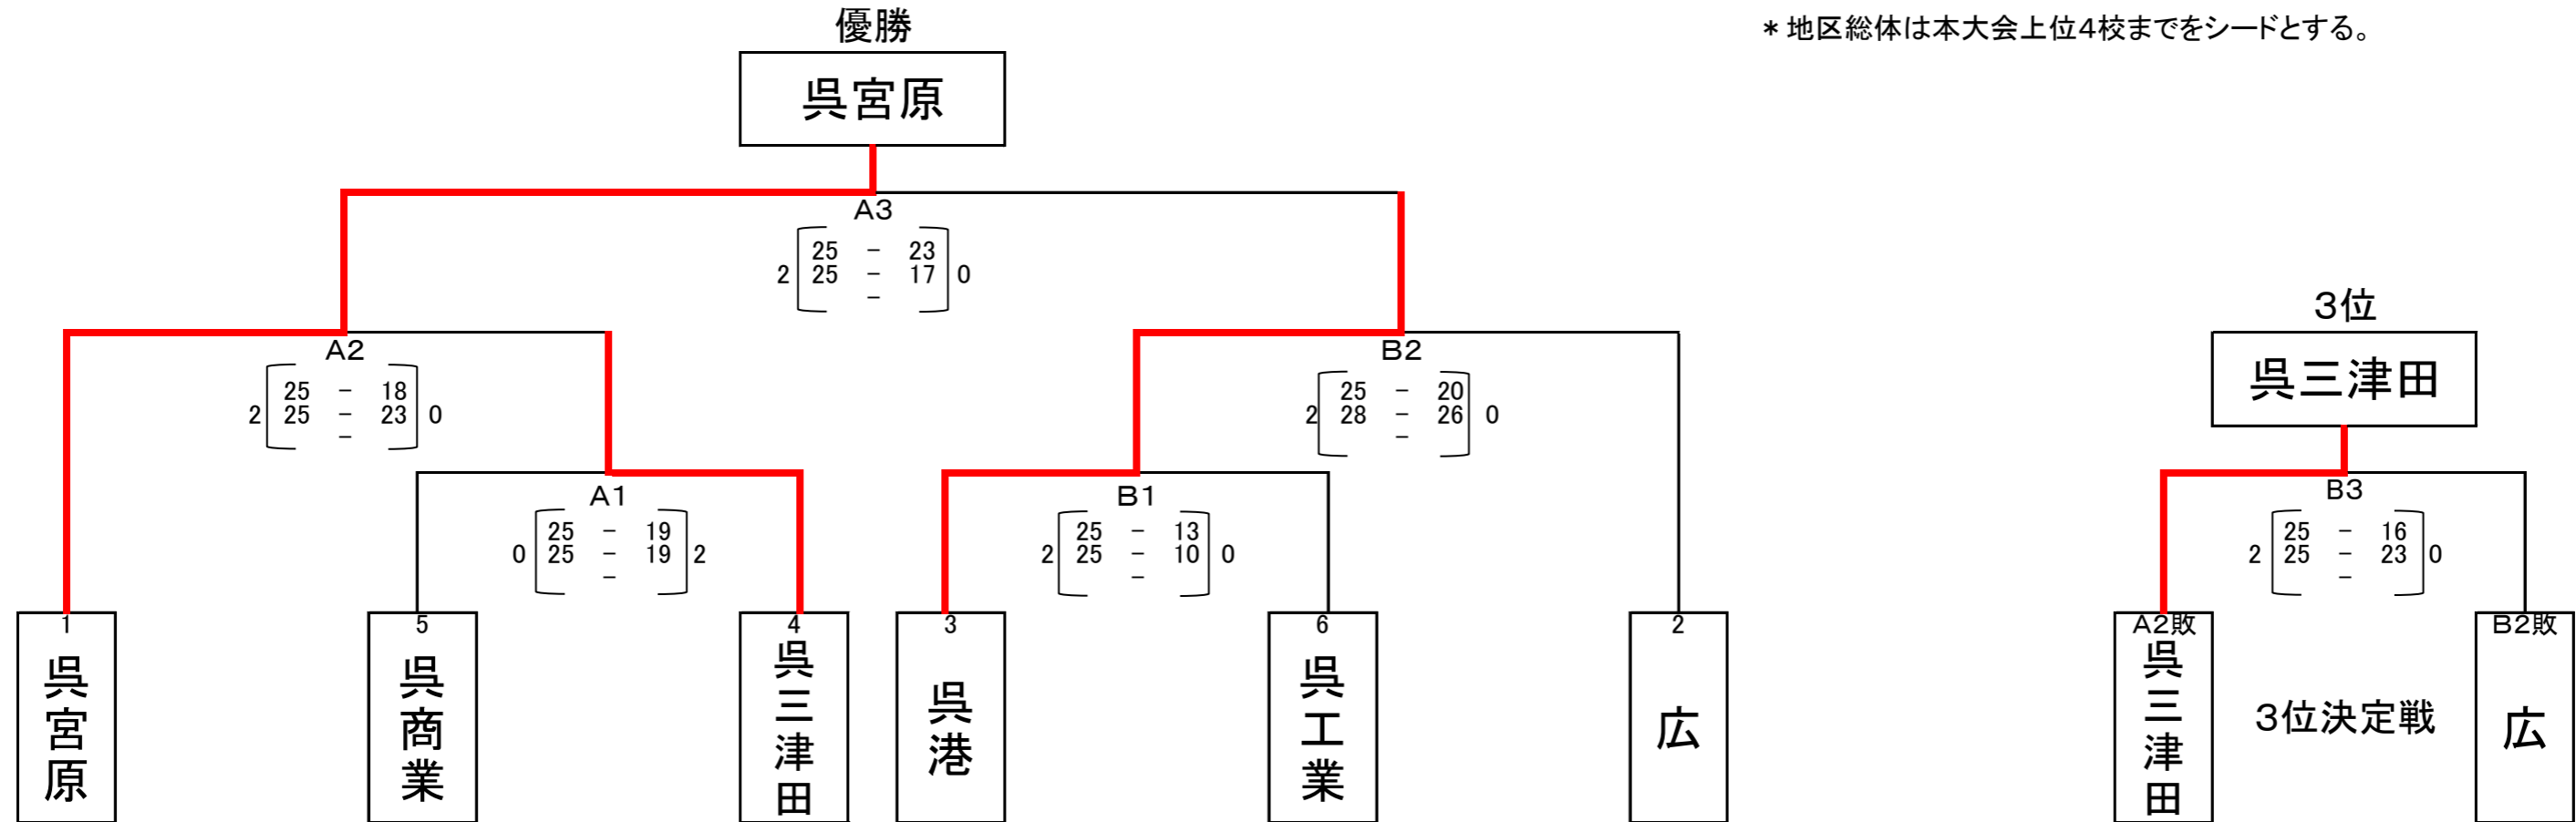 優勝
*地区総体は本大会上位4校までをシードとする。
呉宮原
A3
25 - 23
2 25 - 17 0
-
3位
呉三津田
A2
25 - 18
2 25 - 23 0
-
B2
25 - 20
2 28 - 26 0
-
A1
25 - 19
0 25 - 19 2
-
B1
25 - 13
2 25 - 10 0
-
B3
25 - 16
2 25 - 23 0
-
1
呉宮原
5
呉商業
4
呉三津田
3
呉港
6
呉工業
2
広
A2敗
呉三津田
3位決定戦
B2敗
広